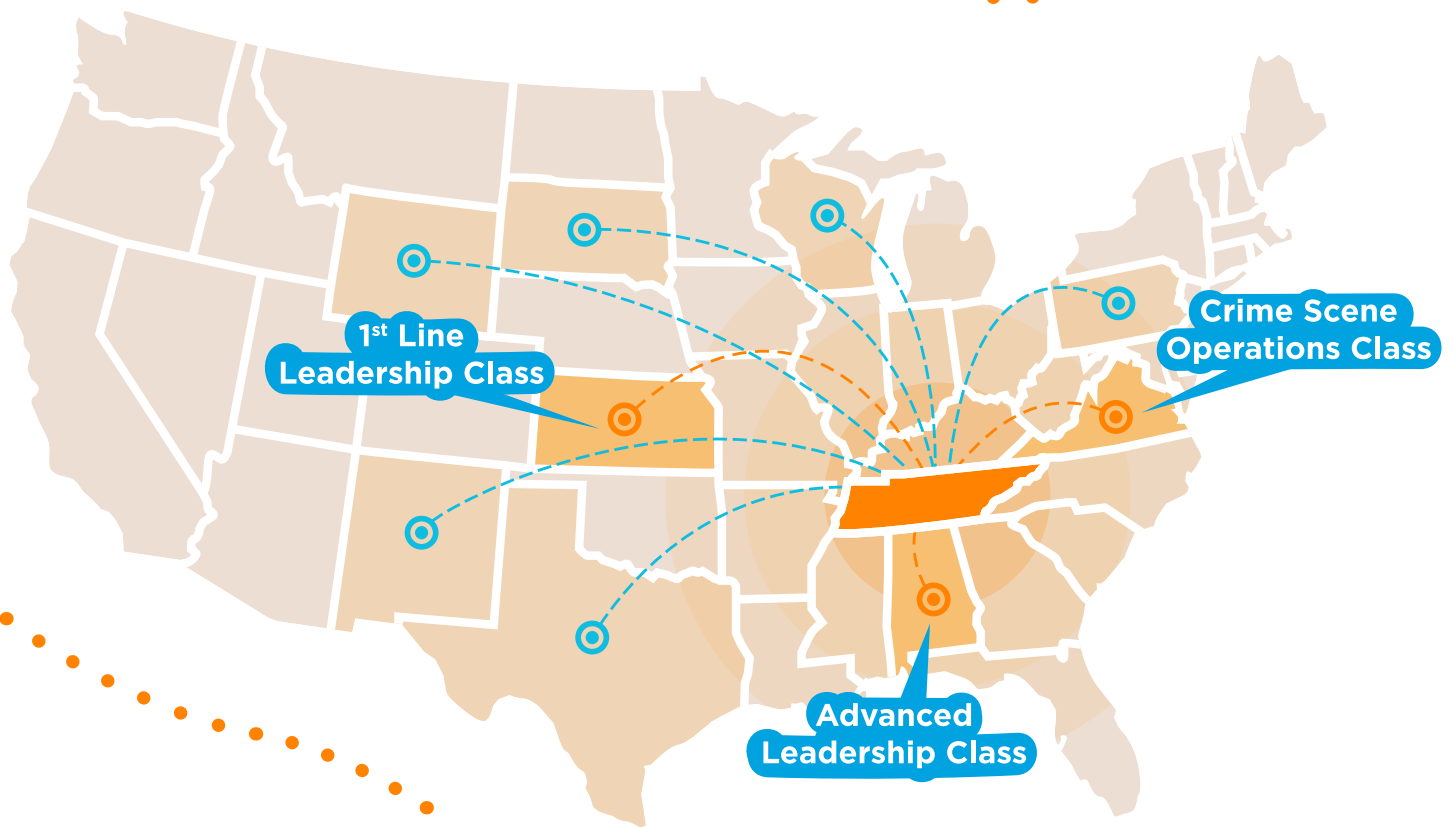 1st Line
Leadership Class
Crime Scene
Operations Class
Advanced
Leadership Class